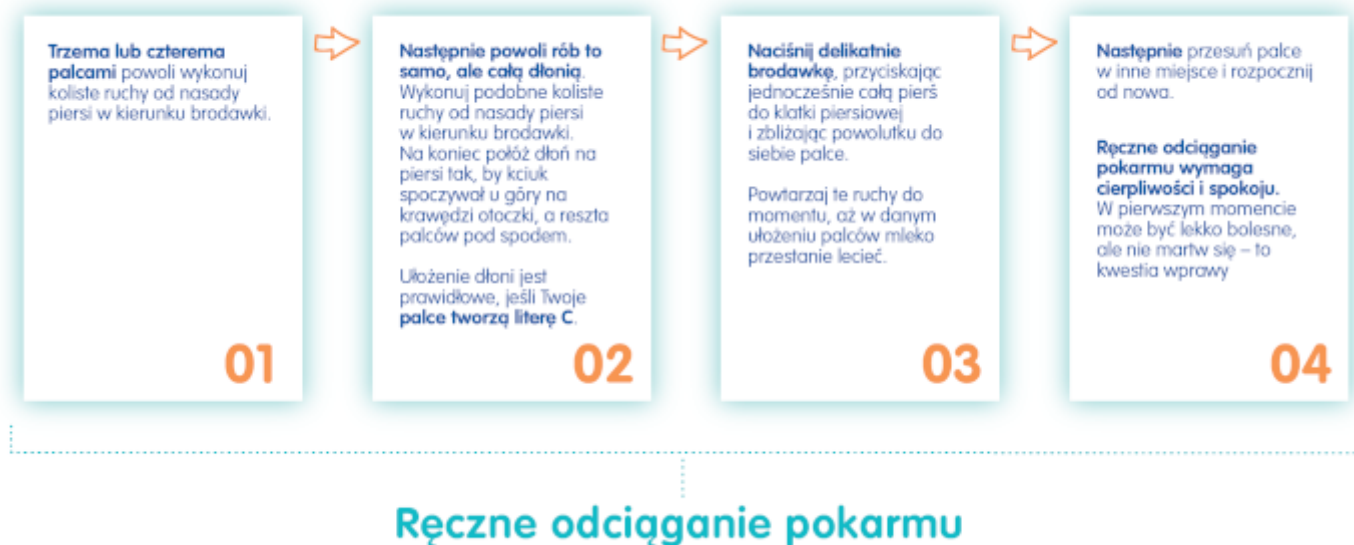 Trzema lub czterema
palcami powoli wykonuj
koliste ruchy od nasady
piersi w kierunku brodawki.
01
Następnie powoli rób to
samo, ale całą dłonią.
Wykonuj podobne koliste
ruchy od nasady piersi
w kierunku brodawki.
Na koniec połóż dłoń na
piersi tak, by kciuk
spoczywał u góry na
krawędzi otoczki, a reszta
palców pod spodem.
Ułożenie dłoni jest
prawidłowe, jeśli Twoje
palce tworzą literę C.
02
Naciśnij delikatnie
brodawkę, przyciskając
jednocześnie całą pierś
do klatki piersiowej
i zbliżając powolutku do
siebie palce.
Powtarzaj te ruchy do
momentu, aż w danym
ułożeniu palców mleko
przestanie lecieć.
03
Następnie przesuń palce
w inne miejsce i rozpocznij
od nowa.
Ręczne odciąganie
pokarmu wymaga
cierpliwości i spokoju.
W pierwszym momencie
może być lekko bolesne,
ale nie martw się – to
kwestia wprawy
04
Ręczne odciąganie pokarmu